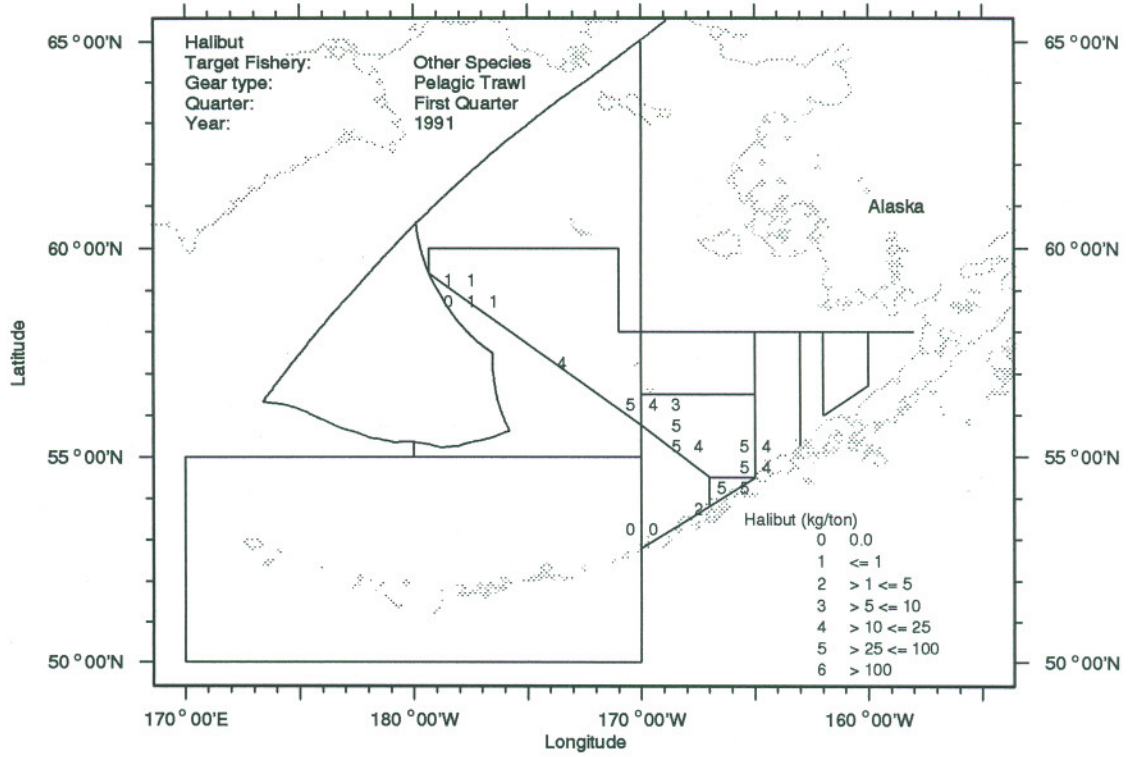 65 °00'N 65 °00'N
Halibut
Target Fishery: Other Species
Gear type: Pelagic Trawl
Quarter: First Quarter
Year: 1991
Alaska
60 °00'N 60 °00'N
1 1
0 1 1
Latitude
4
5 4 3
5
5 4 5 4
55 °00'N 5 4 55 °00'N
5 5
2
0 0
Halibut (kg/ton)
0 0.0
1 <= 1
2 > 1 <= 5
3 > 5 <= 10
4 > 10 <= 25
5 > 25 <= 100
6 > 100
50 °00'N 50 °00'N
170 °00'E 180 °00'W 170 °00'W 160 °00'W
Longitude